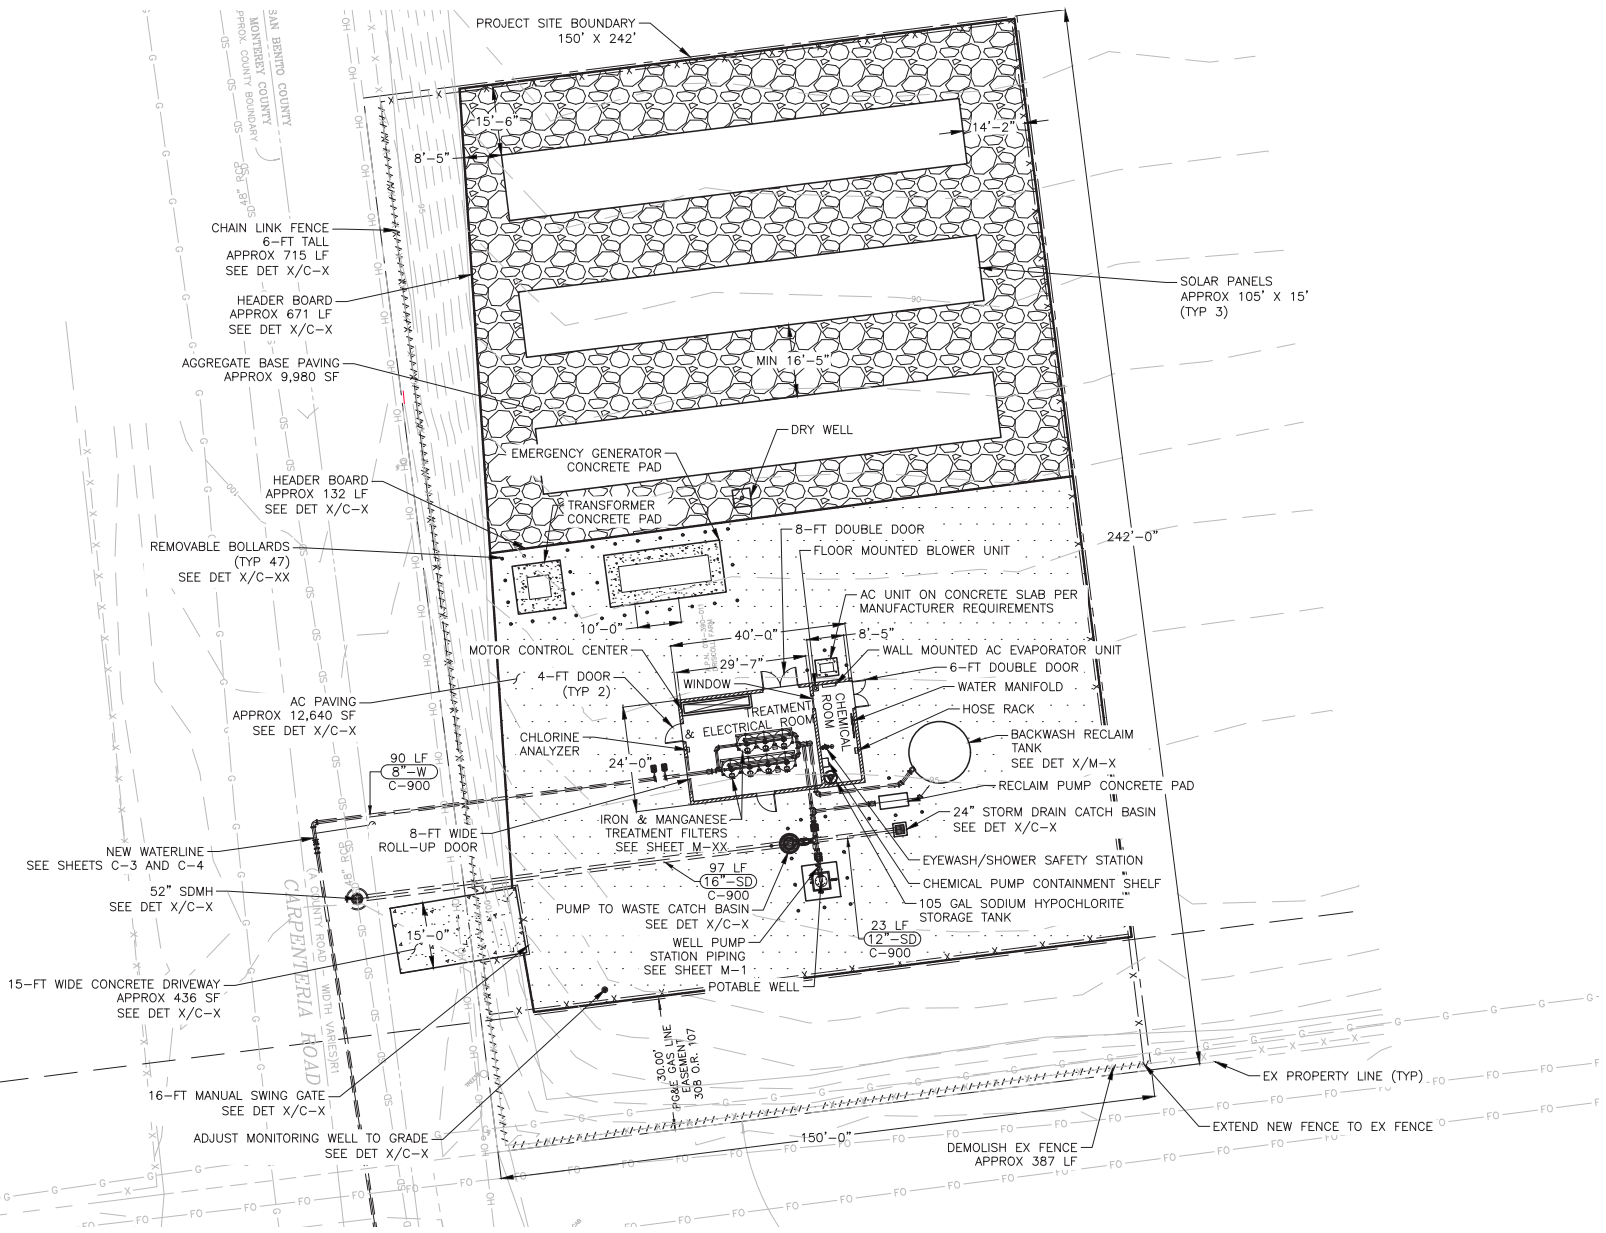 PROJECT SITE BOUNDARY
150' X 242'
SAN BENITO COUNTY
MONTEREY COUNTY
APPROX. COUNTY BOUNDARY
48" RCP
15'-6"
14'-2"
8'-5"
CHAIN LINK FENCE
6-FT TALL
APPROX 715 LF
SEE DET X/C-X
HEADER BOARD
APPROX 671 LF
SEE DET X/C-X
AGGREGATE BASE PAVING
APPROX 9,980 SF
SOLAR PANELS
APPROX 105' X 15'
(TYP 3)
MIN 16'-5"
DRY WELL
EMERGENCY GENERATOR
CONCRETE PAD
HEADER BOARD
APPROX 132 LF
SEE DET X/C-X
TRANSFORMER
CONCRETE PAD
REMOVABLE BOLLARDS
(TYP 47)
SEE DET X/C-XX
8-FT DOUBLE DOOR
FLOOR MOUNTED BLOWER UNIT
242'-0"
AC UNIT ON CONCRETE SLAB PER
MANUFACTURER REQUIREMENTS
10'-0"
40'-0"
8'-5"
MOTOR CONTROL CENTER
WALL MOUNTED AC EVAPORATOR UNIT
29'-7"
6-FT DOUBLE DOOR
4-FT DOOR
(TYP 2)
WINDOW
WATER MANIFOLD
AC PAVING
APPROX 12,640 SF
SEE DET X/C-X
TREATMENT
& ELECTRICAL ROOM
CHEMICAL
ROOM
HOSE RACK
CHLORINE
ANALYZER
BACKWASH RECLAIM
TANK
SEE DET X/M-X
24'-0"
90 LF
8"-W
C-900
RECLAIM PUMP CONCRETE PAD
24" STORM DRAIN CATCH BASIN
SEE DET X/C-X
8-FT WIDE
ROLL-UP DOOR
IRON & MANGANESE
TREATMENT FILTERS
SEE SHEET M-XX
NEW WATERLINE
SEE SHEETS C-3 AND C-4
EYEWASH/SHOWER SAFETY STATION
97 LF
16"-SD
C-900
CHEMICAL PUMP CONTAINMENT SHELF
52" SDMH
SEE DET X/C-X
48" RCP
105 GAL SODIUM HYPOCHLORITE
STORAGE TANK
PUMP TO WASTE CATCH BASIN
SEE DET X/C-X
23 LF
12"-SD
C-900
15'-0"
WELL PUMP
STATION PIPING
SEE SHEET M-1
POTABLE WELL
15-FT WIDE CONCRETE DRIVEWAY
APPROX 436 SF
SEE DET X/C-X
CARPENTERIA ROAD
(A COUNTY ROAD - WIDTH VARIES)(R1)
30.00'
PG&E GAS LINE
EASEMENT
308 O.R. 107
16-FT MANUAL SWING GATE
SEE DET X/C-X
EX PROPERTY LINE (TYP)
ADJUST MONITORING WELL TO GRADE
SEE DET X/C-X
EXTEND NEW FENCE TO EX FENCE
150'-0"
DEMOLISH EX FENCE
APPROX 387 LF